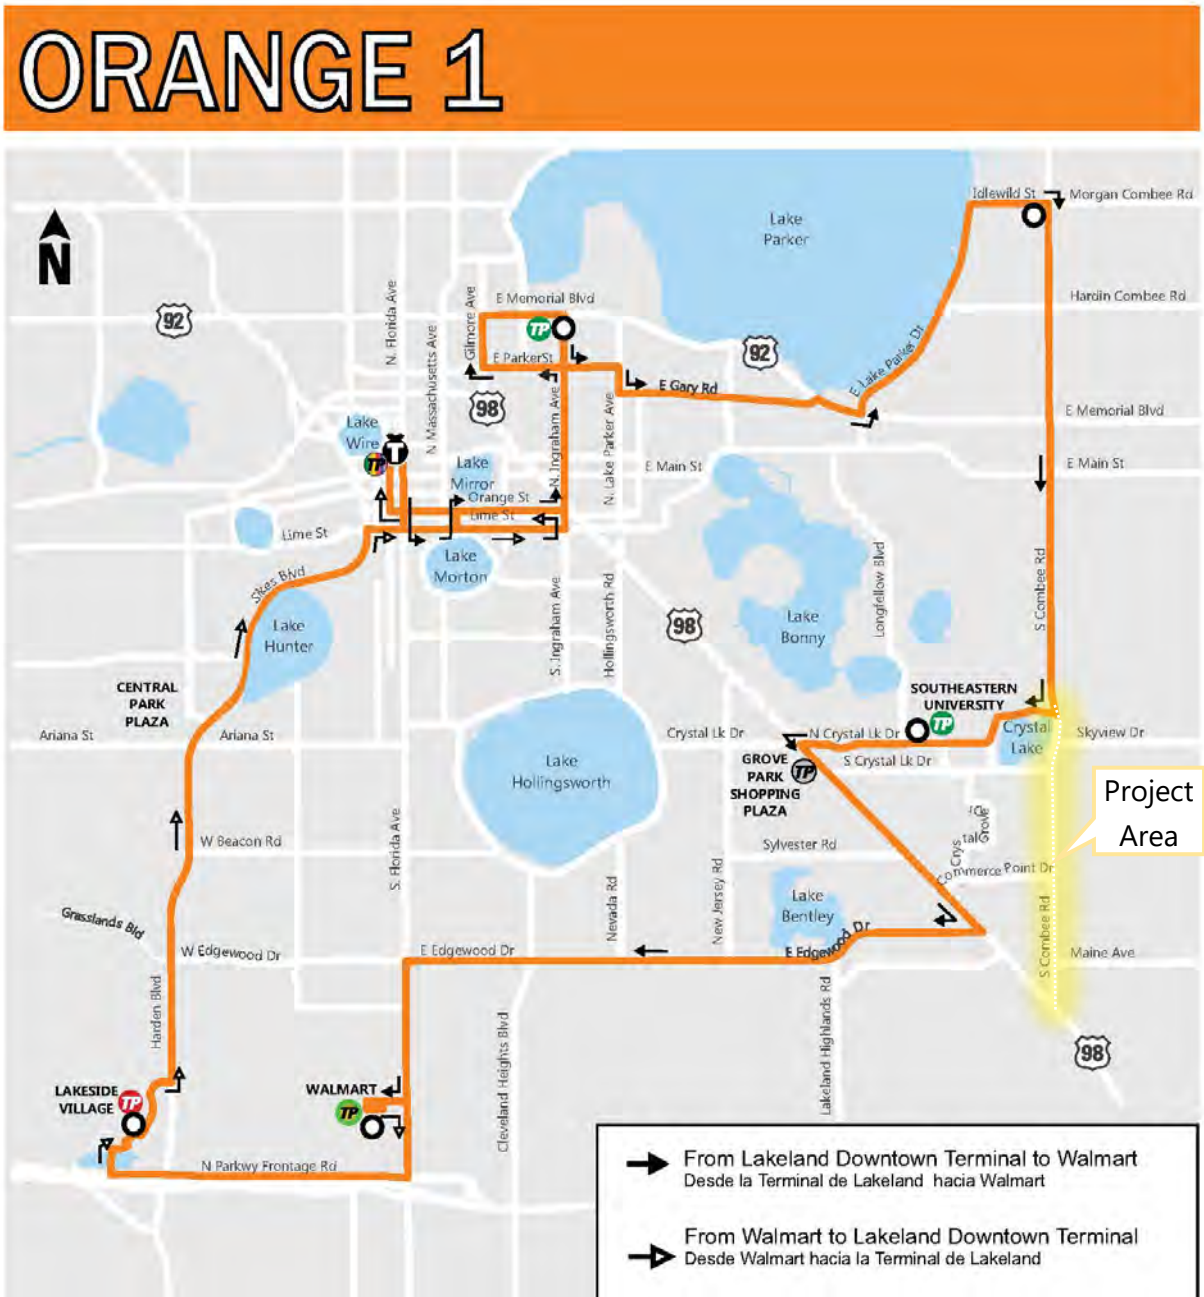 ORANGE 1
N
Lake
Parker
Idlewild St
Morgan Combee Rd
Hardin Combee Rd
92
N. Florida Ave
N Massachusetts Ave
Gilmore Ave
E Memorial Blvd
TP
E ParkerSt
98
92
E Lake Parker Dr
E Gary Rd
E Memorial Blvd
Lake
Wire
T
TP
Lake
Mirror
N. Ingraham Ave
N. Lake Parker Ave
E Main St
E Main St
Orange St
Lime St
Lime St
Lake
Morton
Sikes Blvd
Lake
Hunter
S. Ingraham Ave
Hollingsworth Rd
98
Lake
Bonny
Longfellow Blvd
S Combee Rd
CENTRAL
PARK
PLAZA
SOUTHEASTERN
UNIVERSITY
TP
Ariana St
Ariana St
Crystal Lk Dr
N Crystal Lk Dr
Crystal
Lake
Skyview Dr
S Crystal Lk Dr
GROVE
PARK
SHOPPING
PLAZA
TP
Lake
Hollingsworth
Project
Area
W Beacon Rd
S. Florida Ave
Sylvester Rd
Commerce Point Dr
Nevada Rd
New Jersey Rd
Lake
Bentley
Grasslands Bld
W Edgewood Dr
E Edgewood Dr
E Edgewood Dr
S Combee Rd
Maine Ave
Harden Blvd
Cleveland Heights Blvd
Lakeland Highlands Rd
98
LAKESIDE
VILLAGE
TP
WALMART
TP
N Parkwy Frontage Rd
From Lakeland Downtown Terminal to Walmart
Desde la Terminal de Lakeland hacia Walmart
From Walmart to Lakeland Downtown Terminal
Desde Walmart hacia la Terminal de Lakeland